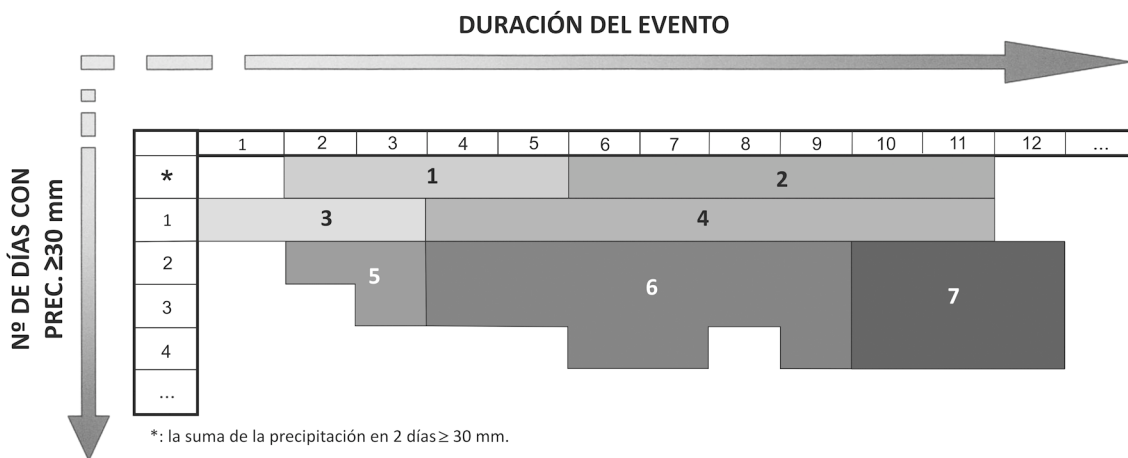 DURACIÓN DEL EVENTO
Nº DE DÍAS CON
PREC. ≥30 mm
1 2 3 4 5 6 7 8 9 10 11 12 ...
* 1 2
1 3 4
2
5 6 7
3
4
...
*: la suma de la precipitación en 2 días ≥ 30 mm.